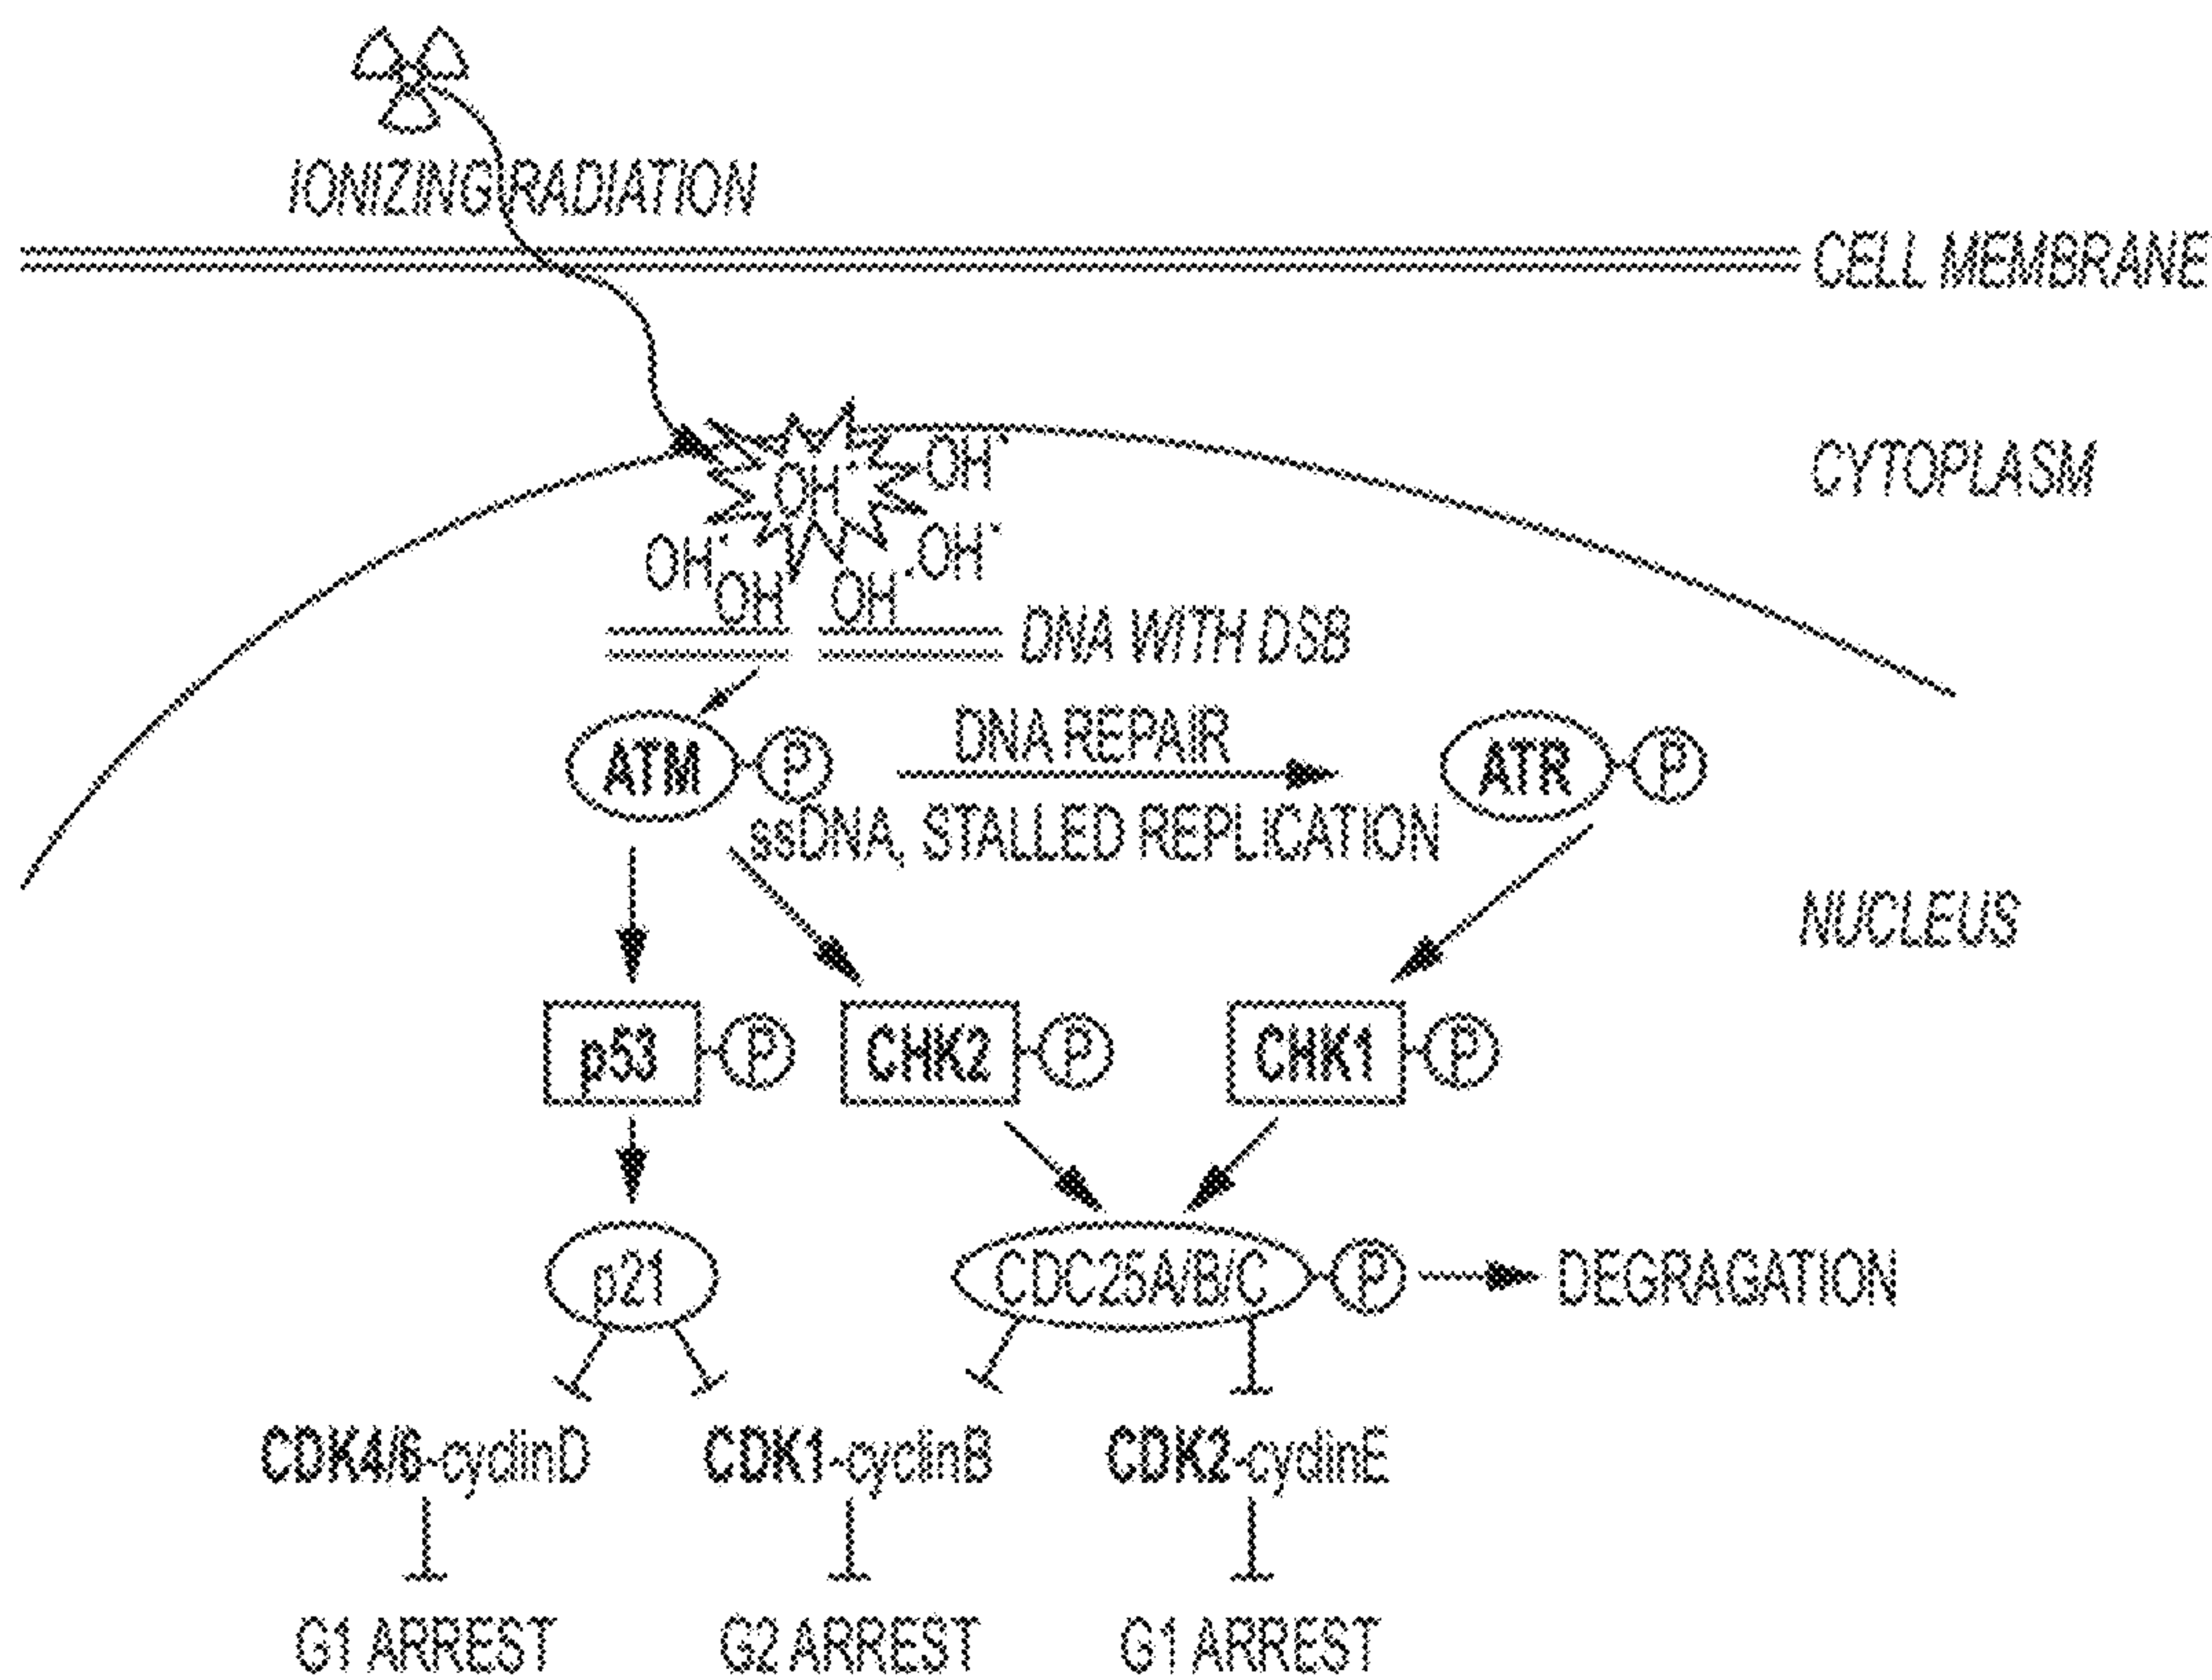 IONIZING RADIATION
CELL MEMBRANE
CYTOPLASM
OH· OH·
OH· ·OH·
OH· OH·
DNA WITH DSB
ATM-P DNA REPAIR ATR-P
ssDNA, STALLED REPLICATION
NUCLEUS
p53-P CHK2-P CHK1-P
p21 CDC25A/B/C-P DEGRAGATION
CDK4/6-cyclinD CDK1-cyclinB CDK2-cyclinE
G1 ARREST G2 ARREST G1 ARREST